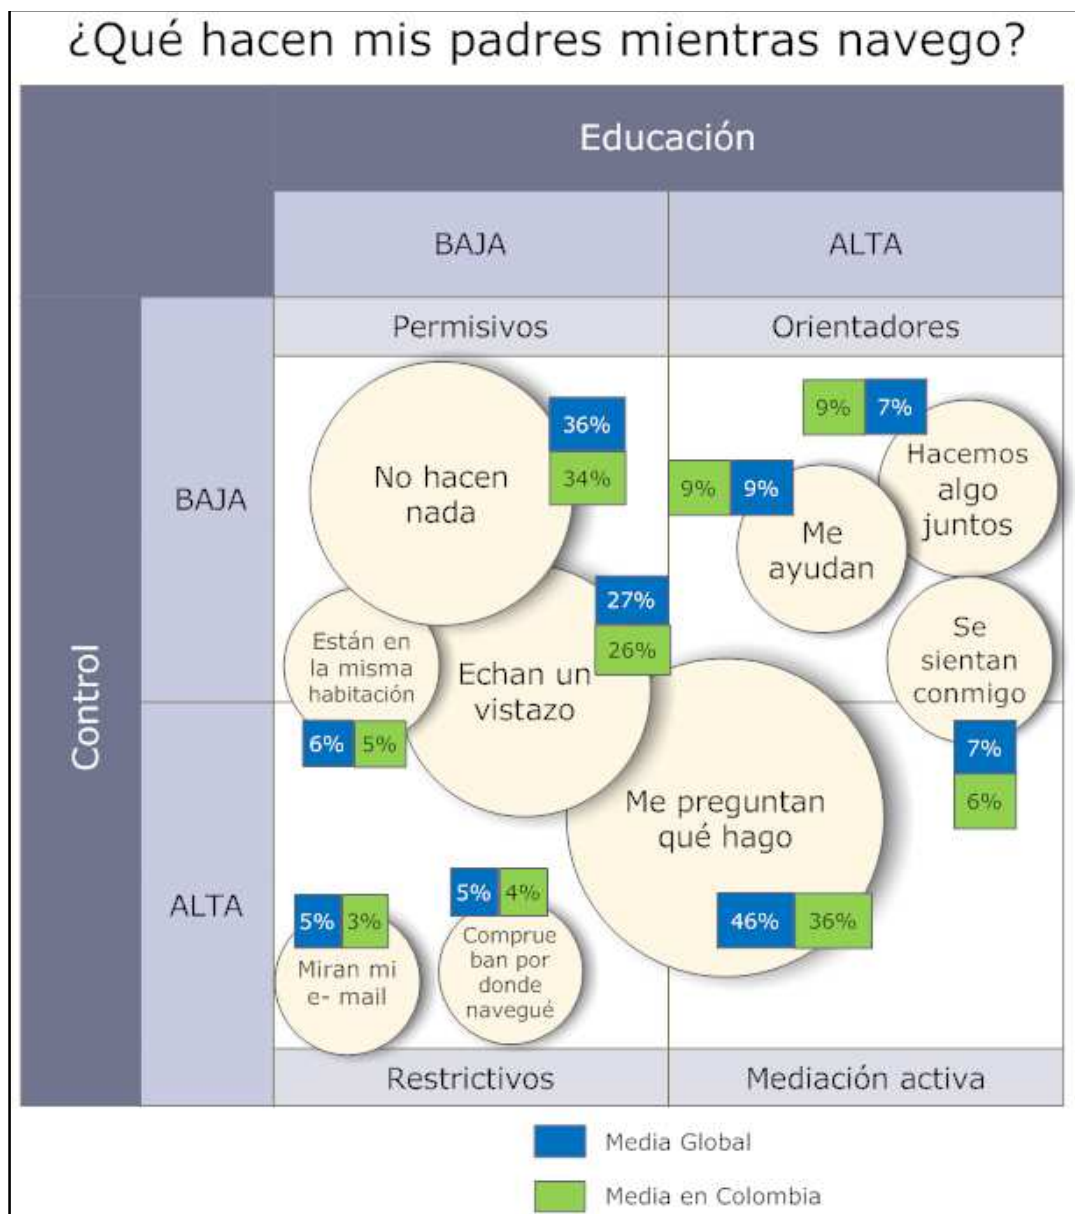 ¿Qué hacen mis padres mientras navego?
Educación
BAJA
ALTA
Permisivos
Orientadores
Control
BAJA
No hacen
nada
36%
34%
9%
7%
Hacemos
algo
juntos
9%
9%
Me
ayudan
Están en
la misma
habitación
6%
5%
Echan un
vistazo
27%
26%
Se
sientan
conmigo
7%
6%
ALTA
Me preguntan
qué hago
46%
36%
5%
3%
Miran mi
e- mail
5%
4%
Comprue
ban por
donde
navegué
Restrictivos
Mediación activa
Media Global
Media en Colombia